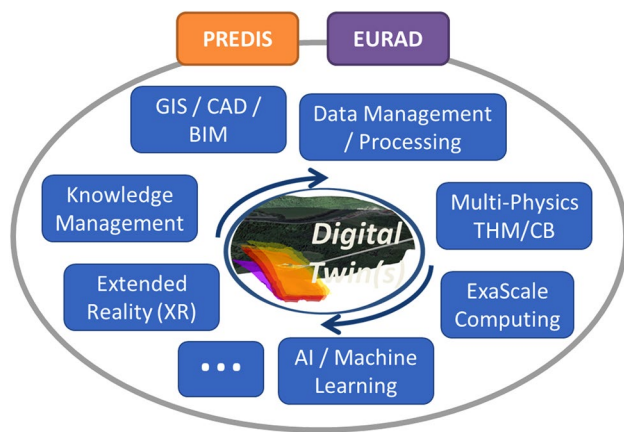 PREDIS
EURAD
GIS / CAD /
BIM
Data Management
/ Processing
Knowledge
Management
Multi-Physics
THM/CB
Digital
Twin(s)
Extended
Reality (XR)
ExaScale
Computing
...
AI / Machine
Learning